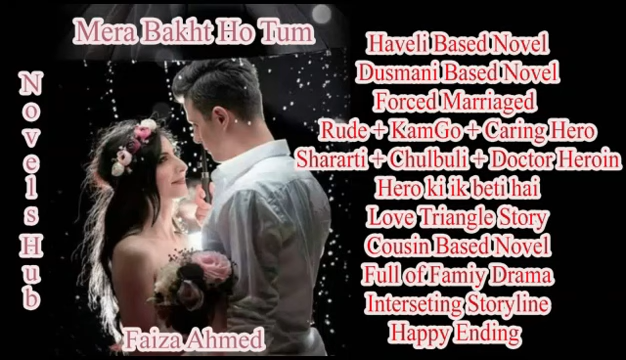 Mera Bakht Ho Tum
Novels Hub
Faiza Ahmed
Haveli Based Novel
Dusmani Based Novel
Forced Marriaged
Rude + KamGo + Caring Hero
Shararti + Chulbuli + Doctor Heroin
Hero ki ik beti hai
Love Triangle Story
Cousin Based Novel
Full of Famiy Drama
Interseting Storyline
Happy Ending